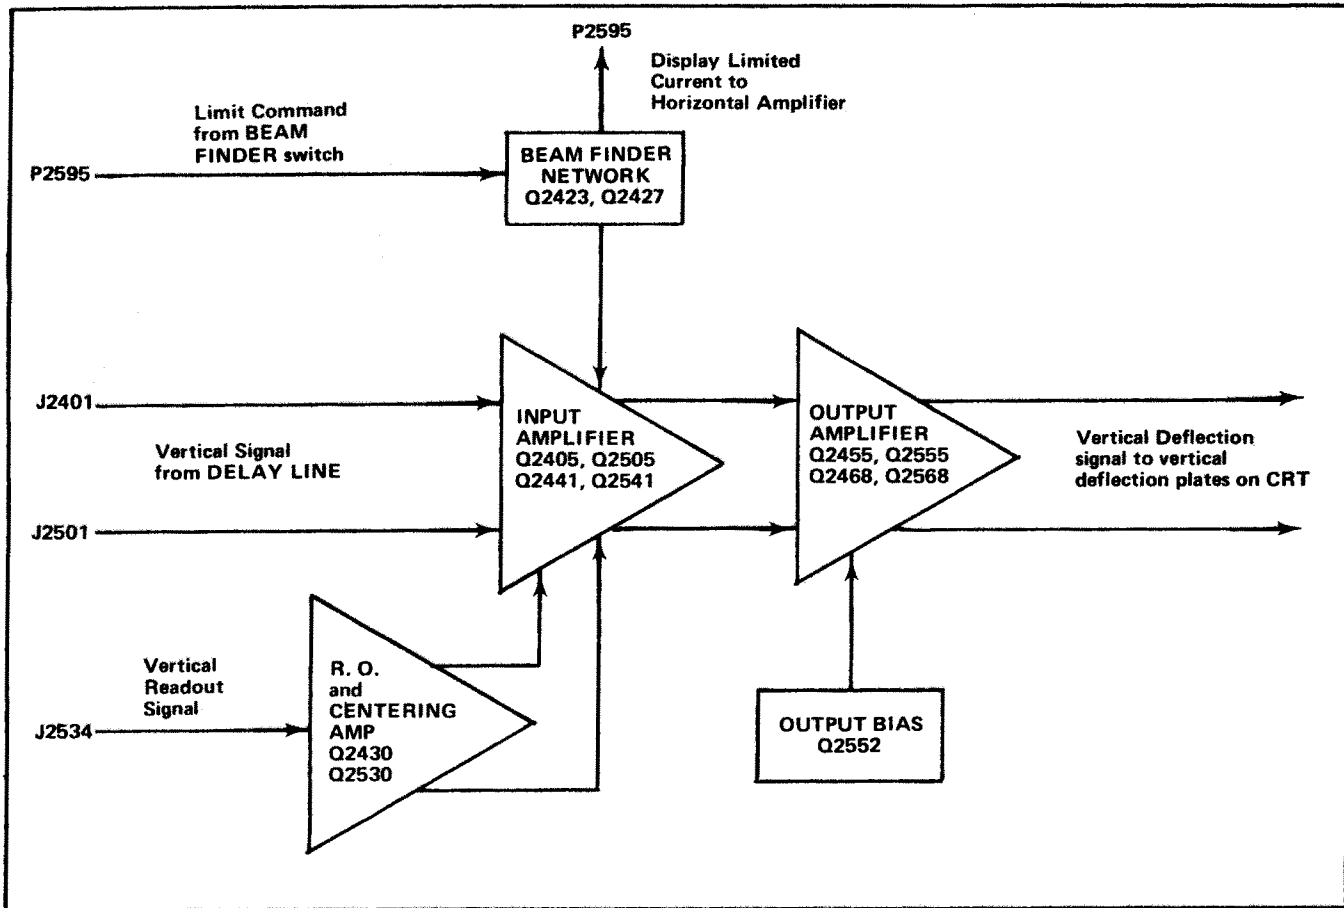 P2595
Display Limited
Current to
Horizontal Amplifier
Limit Command
from BEAM
FINDER switch
P2595
BEAM FINDER
NETWORK
Q2423, Q2427
J2401
Vertical Signal
from DELAY LINE
J2501
INPUT
AMPLIFIER
Q2405, Q2505
Q2441, Q2541
OUTPUT
AMPLIFIER
Q2455, Q2555
Q2468, Q2568
Vertical Deflection
signal to vertical
deflection plates on CRT
Vertical
Readout
Signal
J2534
R. O.
and
CENTERING
AMP
Q2430
Q2530
OUTPUT BIAS
Q2552